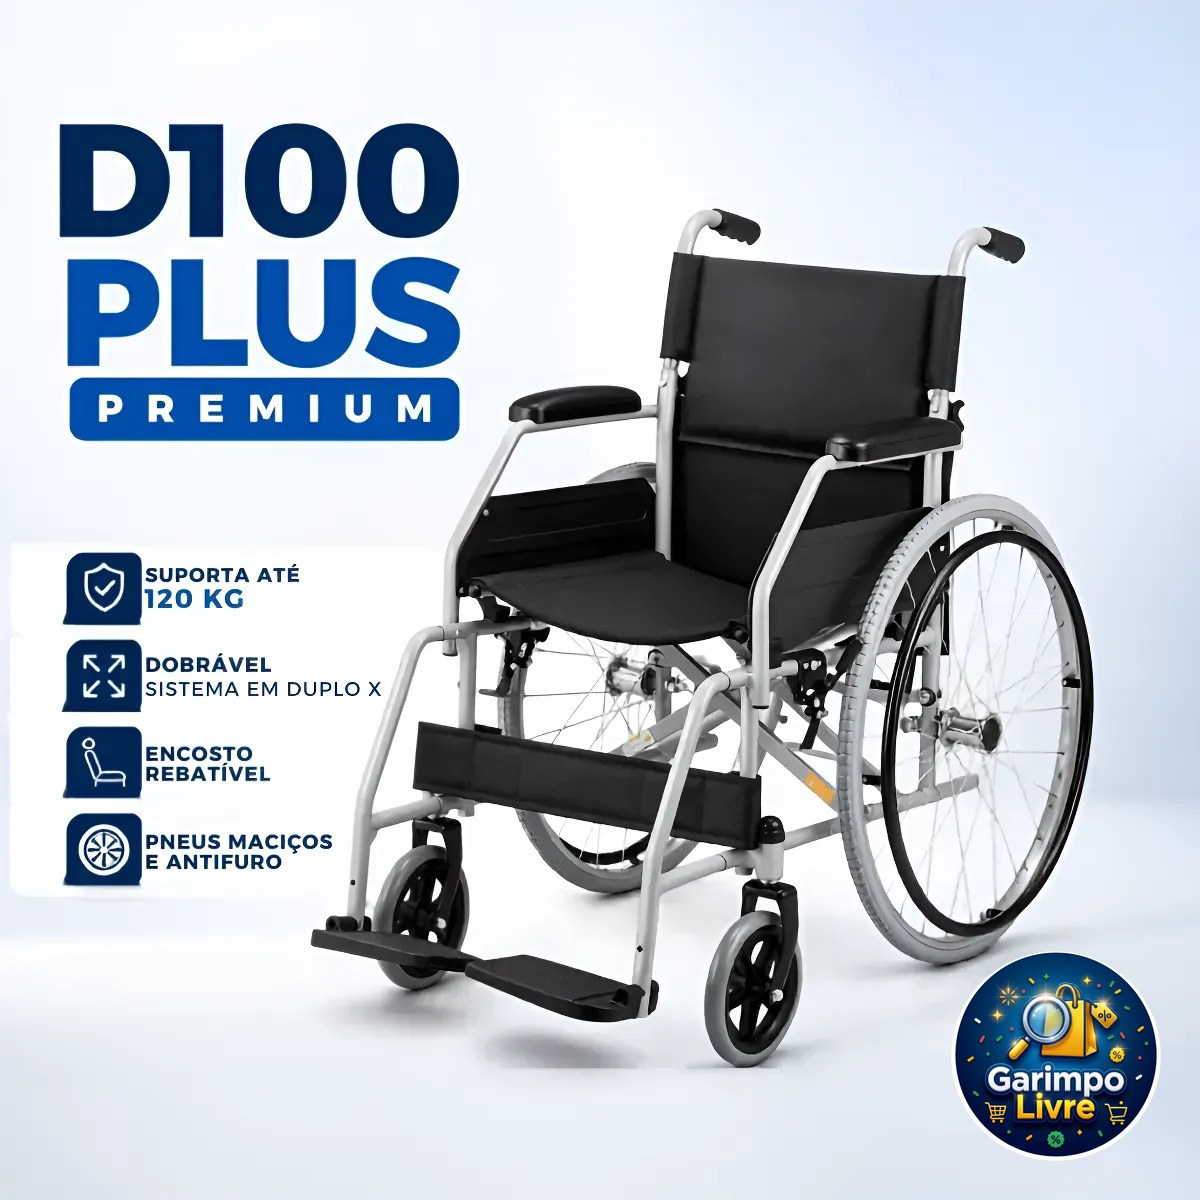 D100
PLUS
PREMIUM
SUPORTA ATÉ
120 KG
DOBRÁVEL
SISTEMA EM DUPLO X
ENCOSTO
REBATÍVEL
PNEUS MACIÇOS
E ANTIFURO
%
%
Garimpo
Livre
%